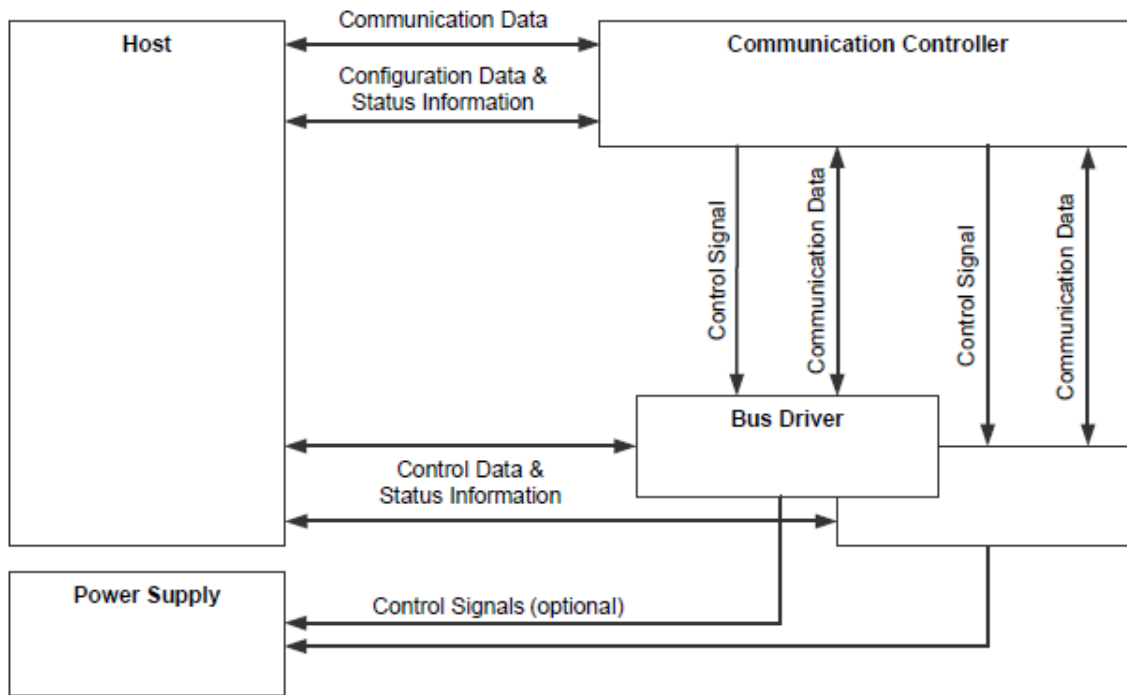 Communication Data
Host
Communication Controller
Configuration Data &
Status Information
Control Signal
Communication Data
Control Signal
Communication Data
Bus Driver
Control Data &
Status Information
Power Supply
Control Signals (optional)